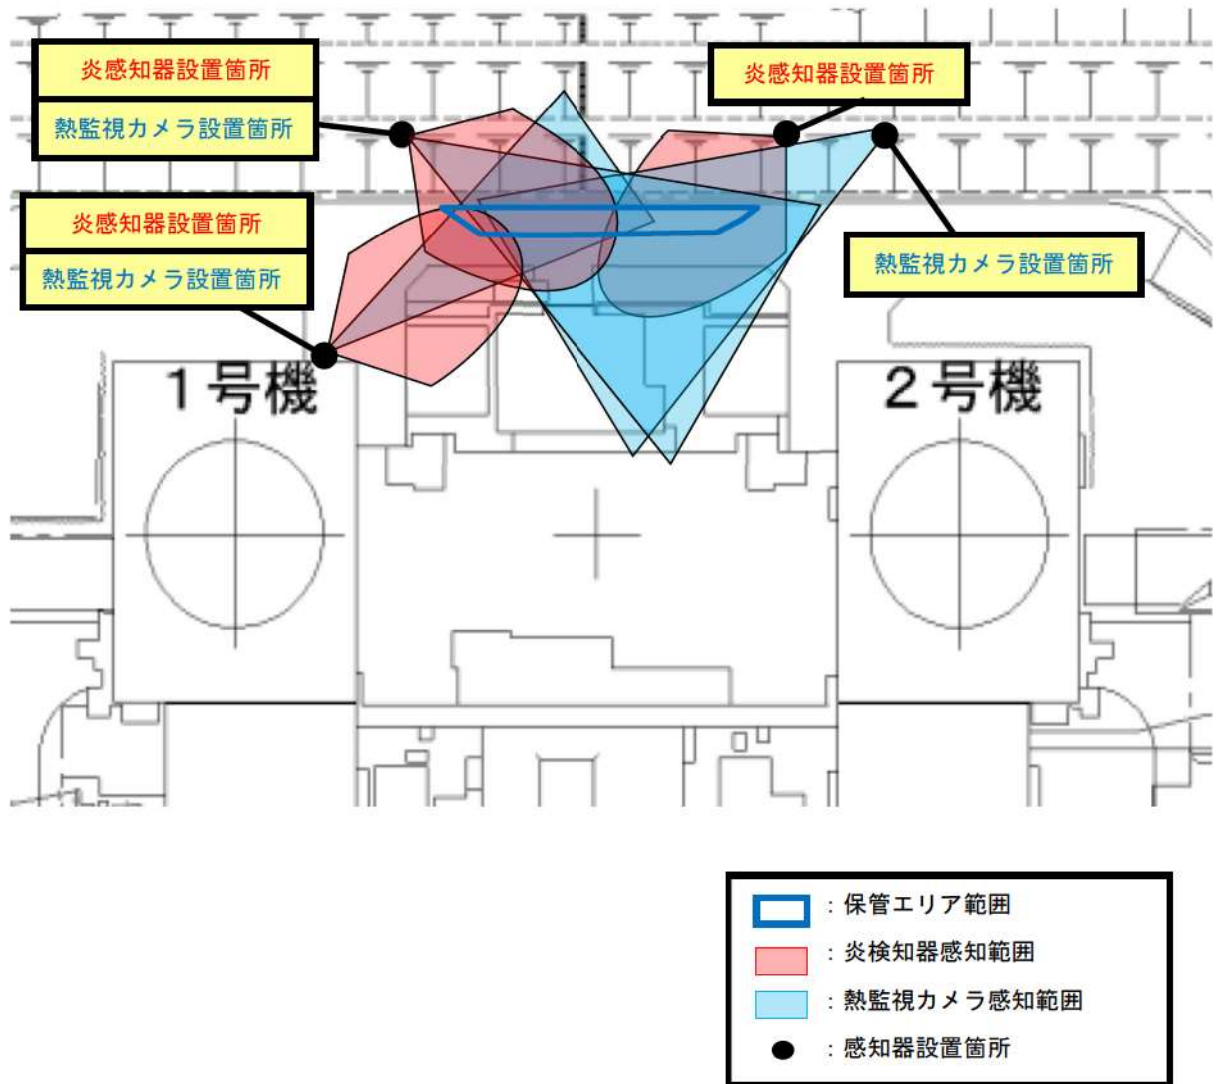 炎感知器設置箇所
熱監視カメラ設置箇所
炎感知器設置箇所
炎感知器設置箇所
熱監視カメラ設置箇所
熱監視カメラ設置箇所
1号機
2号機
：保管エリア範囲
：炎検知器感知範囲
：熱監視カメラ感知範囲
：感知器設置箇所